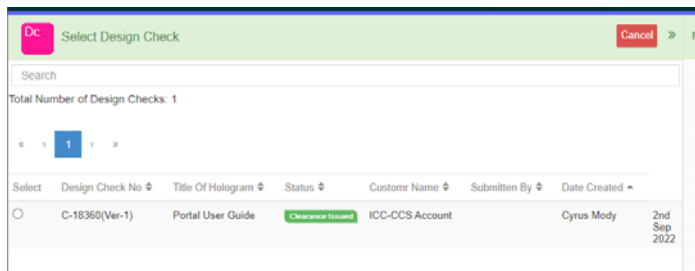 Dc Select Design Check Cancel »
Search
Total Number of Design Checks: 1
« ‹ 1 › »
Select Design Check No Title Of Hologram Status Customr Name Submitten By Date Created
C-18360(Ver-1) Portal User Guide Clearance Issued ICC-CCS Account Cyrus Mody 2nd
Sep
2022